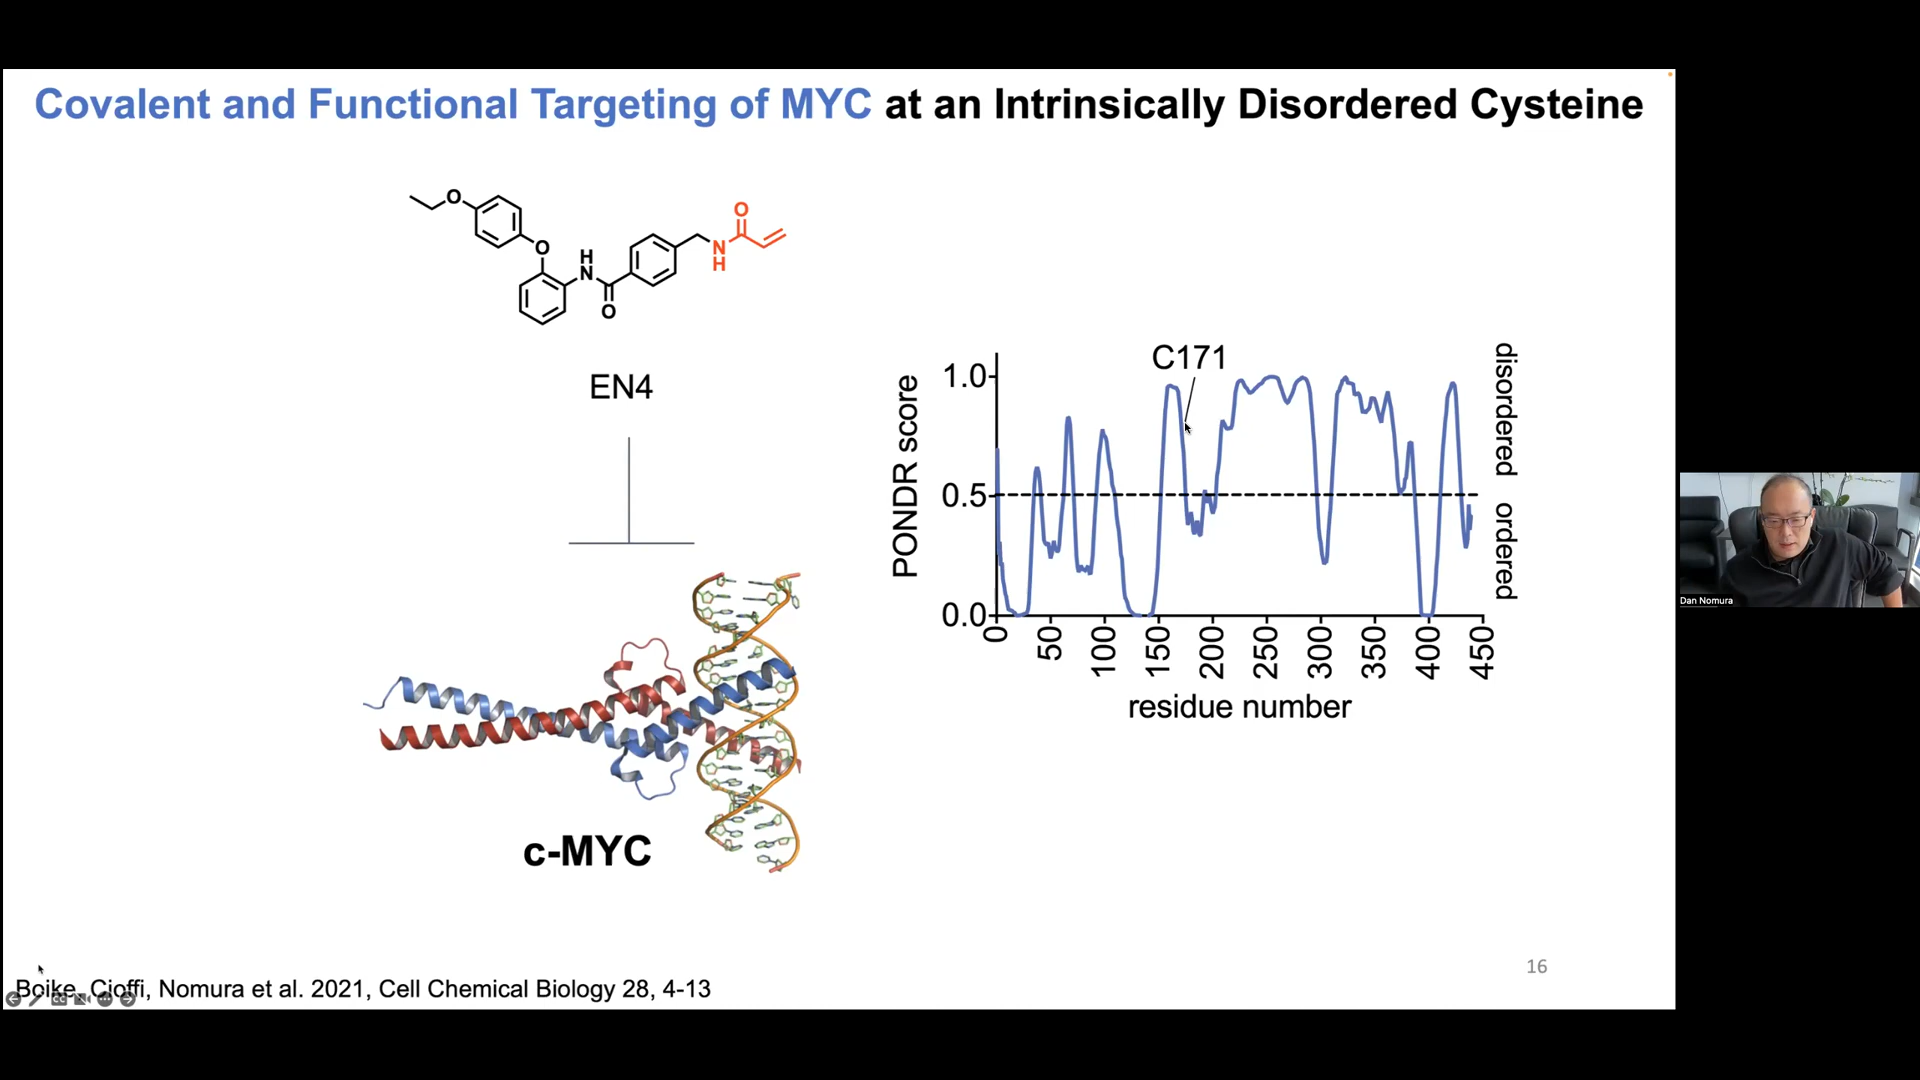 Covalent and Functional Targeting of MYC at an Intrinsically Disordered Cysteine
O
O
N
H
O
N
H
O
EN4
c-MYC
C171
PONDR score
1.0
0.5
0.0
0
50
100
150
200
250
300
350
400
450
residue number
disordered
ordered
Dan Nomura
16
Boike, Cioffi, Nomura et al. 2021, Cell Chemical Biology 28, 4-13